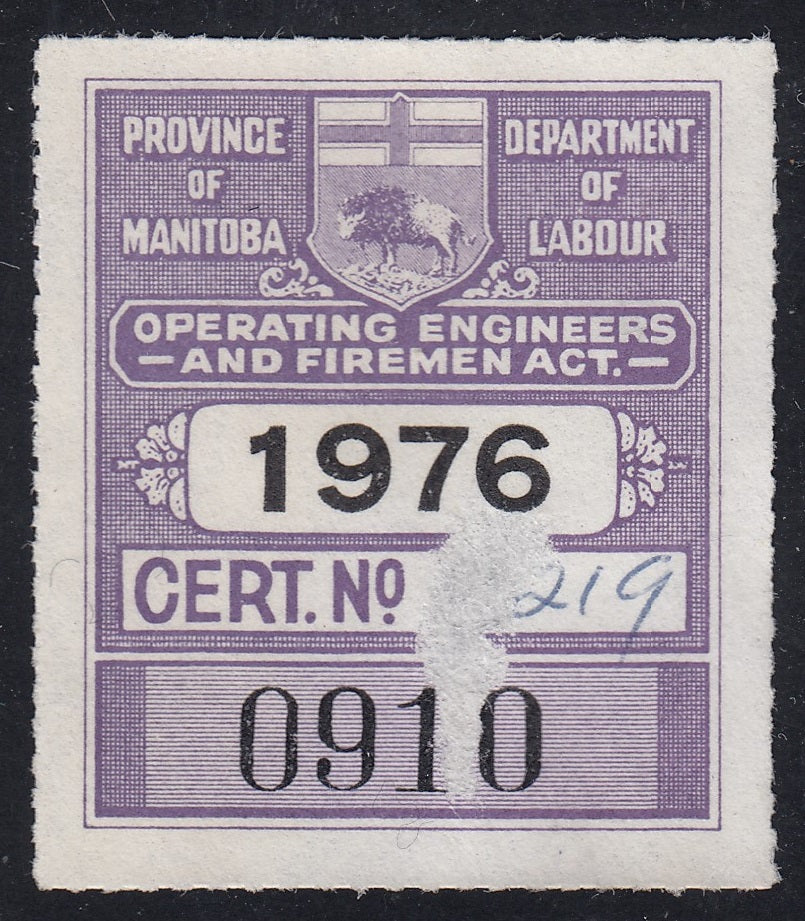 PROVINCE
OF
MANITOBA
DEPARTMENT
OF
LABOUR
OPERATING ENGINEERS
— AND FIREMEN ACT. —
1976
CERT. Nº 219
0910